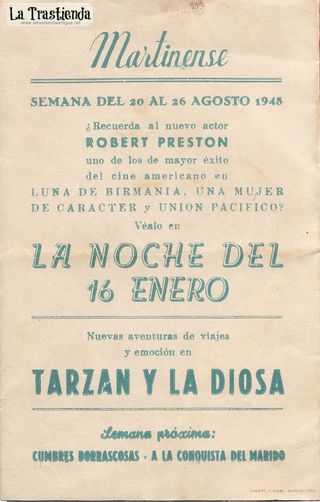 La Trastienda
www.latrastiendaantigua.net
Martinense
SEMANA DEL 20 AL 26 AGOSTO 1945
¿Recuerda al nuevo actor
ROBERT PRESTON
uno de los de mayor éxito
del cine americano en
LUNA DE BIRMANIA, UNA MUJER
DE CARACTER y UNION PACIFICO?
Véalo en
LA NOCHE DEL
16 ENERO
Nuevas aventuras de viajes
y emoción en
TARZAN Y LA DIOSA
Semana próxima:
CUMBRES BORRASCOSAS - A LA CONQUISTA DEL MARIDO